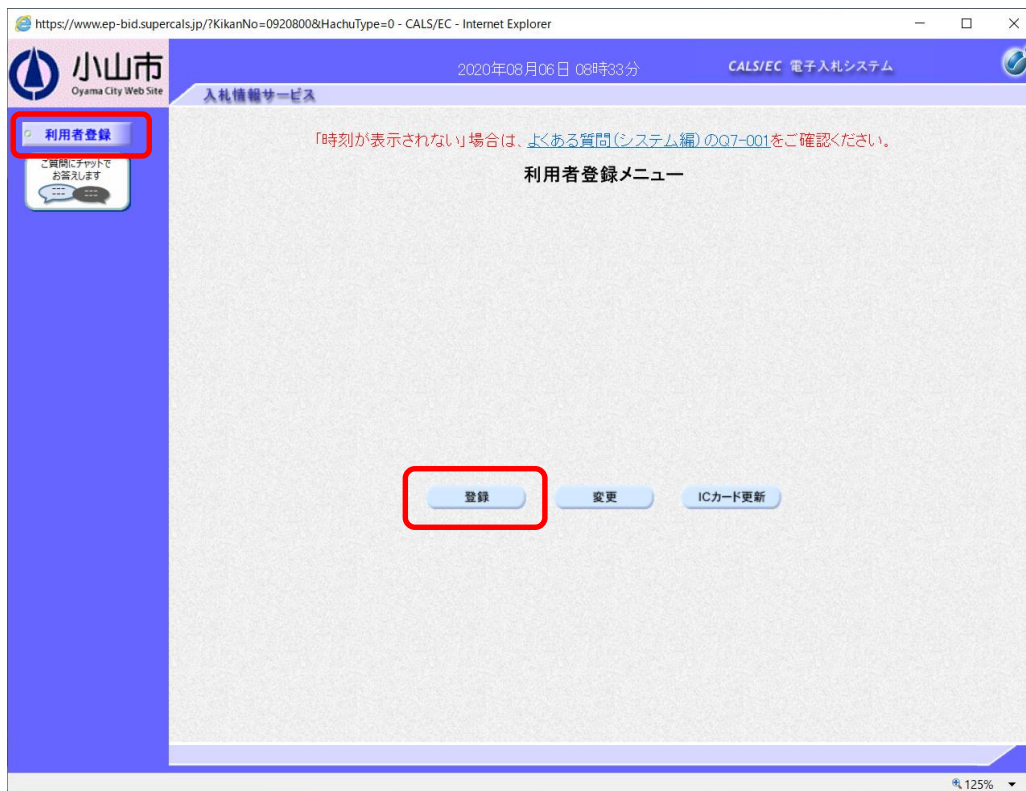 https://www.ep-bid.supercals.jp/?KikanNo=0920800&HachuType=0 - CALS/EC - Internet Explorer
小山市
Oyama City Web Site
2020年08月06日 08時33分
CALS/EC 電子入札システム
入札情報サービス
利用者登録
ご質問にチャットで
お答えします
「時刻が表示されない」場合は、よくある質問(システム編)のQ7-001をご確認ください。
利用者登録メニュー
登録
変更
ICカード更新
125%